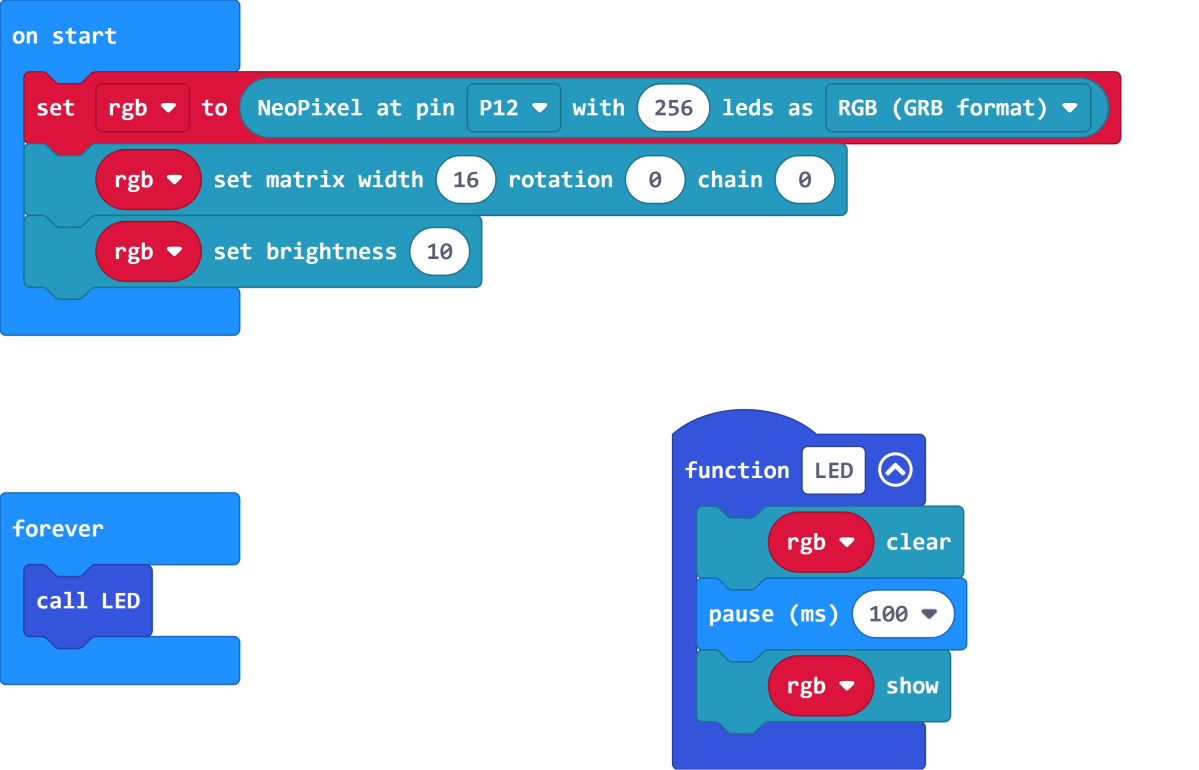 on start
set rgb to NeoPixel at pin P12 with 256 leds as RGB (GRB format)
rgb set matrix width 16 rotation 0 chain 0
rgb set brightness 10
function LED
rgb clear
pause (ms) 100
rgb show
forever
call LED